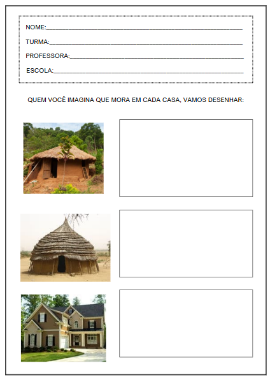 NOME:
TURMA:
PROFESSORA:
ESCOLA:
QUEM VOCÊ IMAGINA QUE MORA EM CADA CASA, VAMOS DESENHAR: